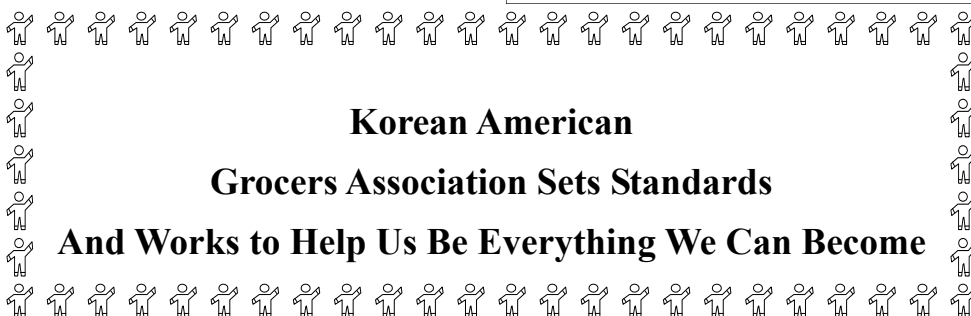 Korean American
Grocers Association Sets Standards
And Works to Help Us Be Everything We Can Become